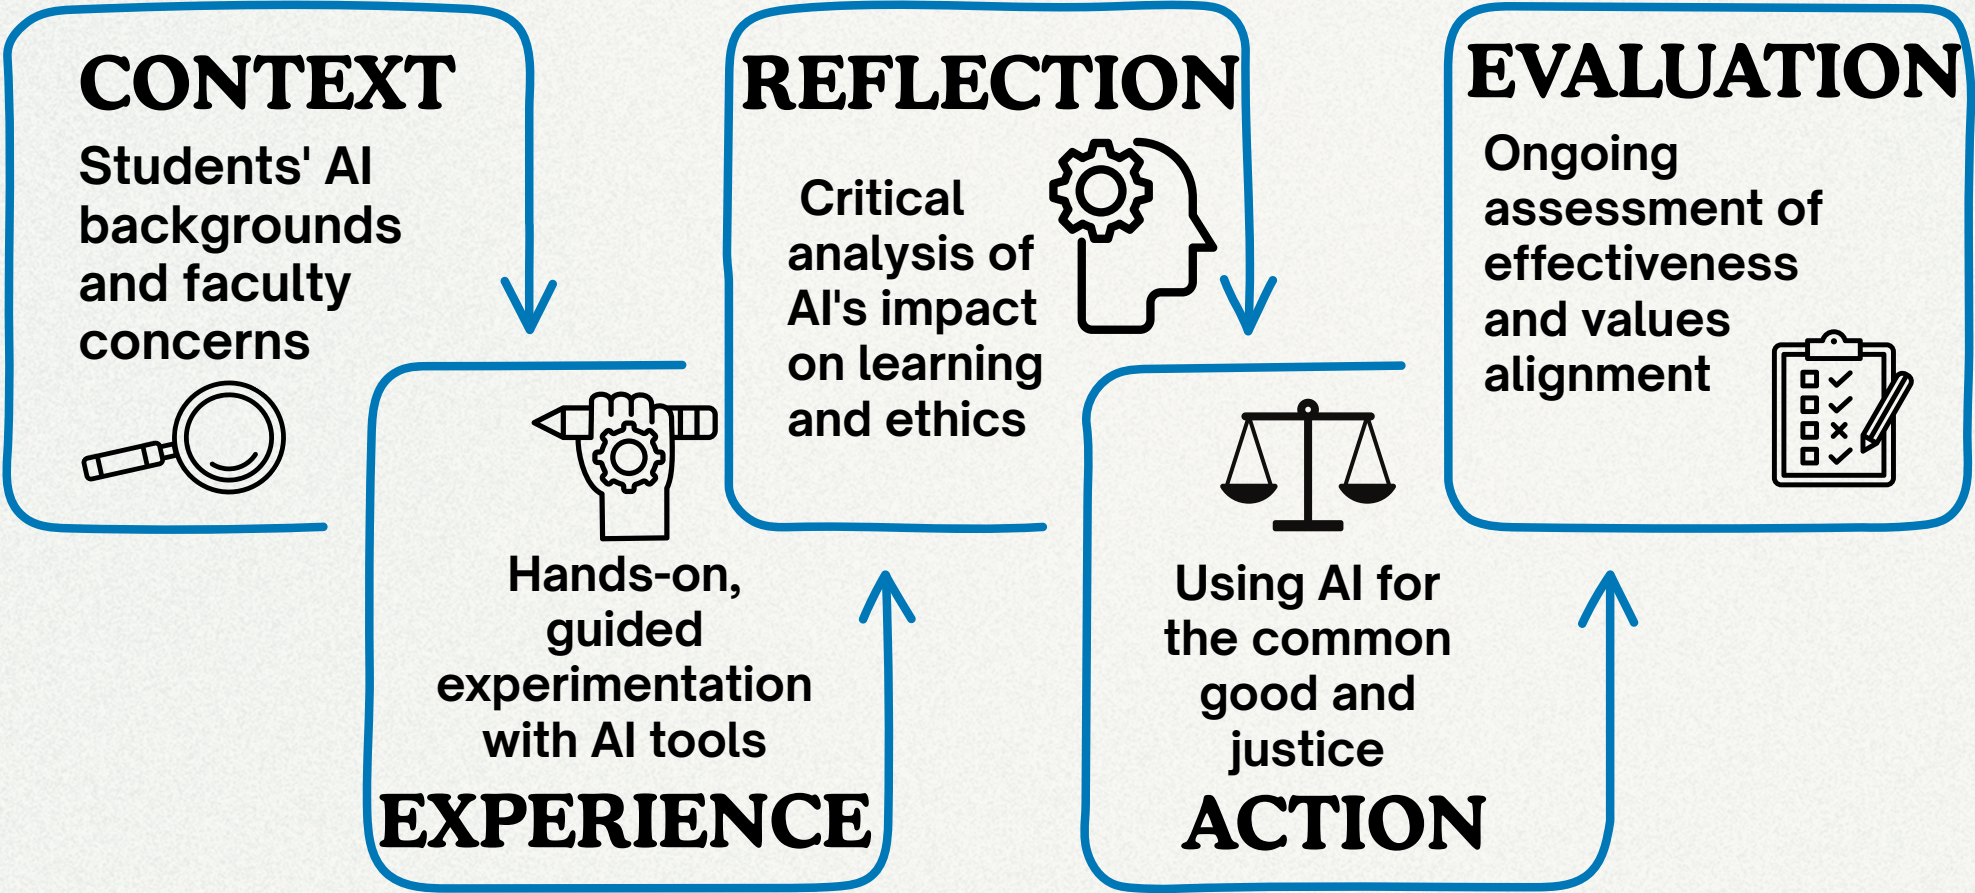 CONTEXT
Students' AI
backgrounds
and faculty
concerns
Hands-on,
guided
experimentation
with AI tools
EXPERIENCE
REFLECTION
Critical
analysis of
AI's impact
on learning
and ethics
Using AI for
the common
good and
justice
ACTION
EVALUATION
Ongoing
assessment of
effectiveness
and values
alignment